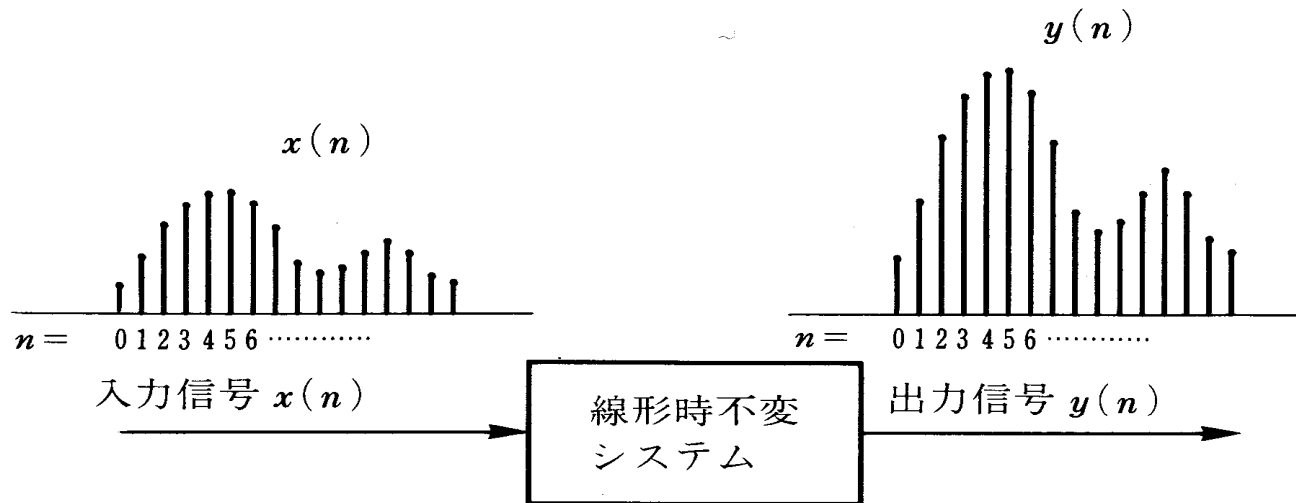 y(n)
x(n)
n = 0 1 2 3 4 5 6 ············
n = 0 1 2 3 4 5 6 ············
入力信号 x(n)
線形時不変
システム
出力信号 y(n)